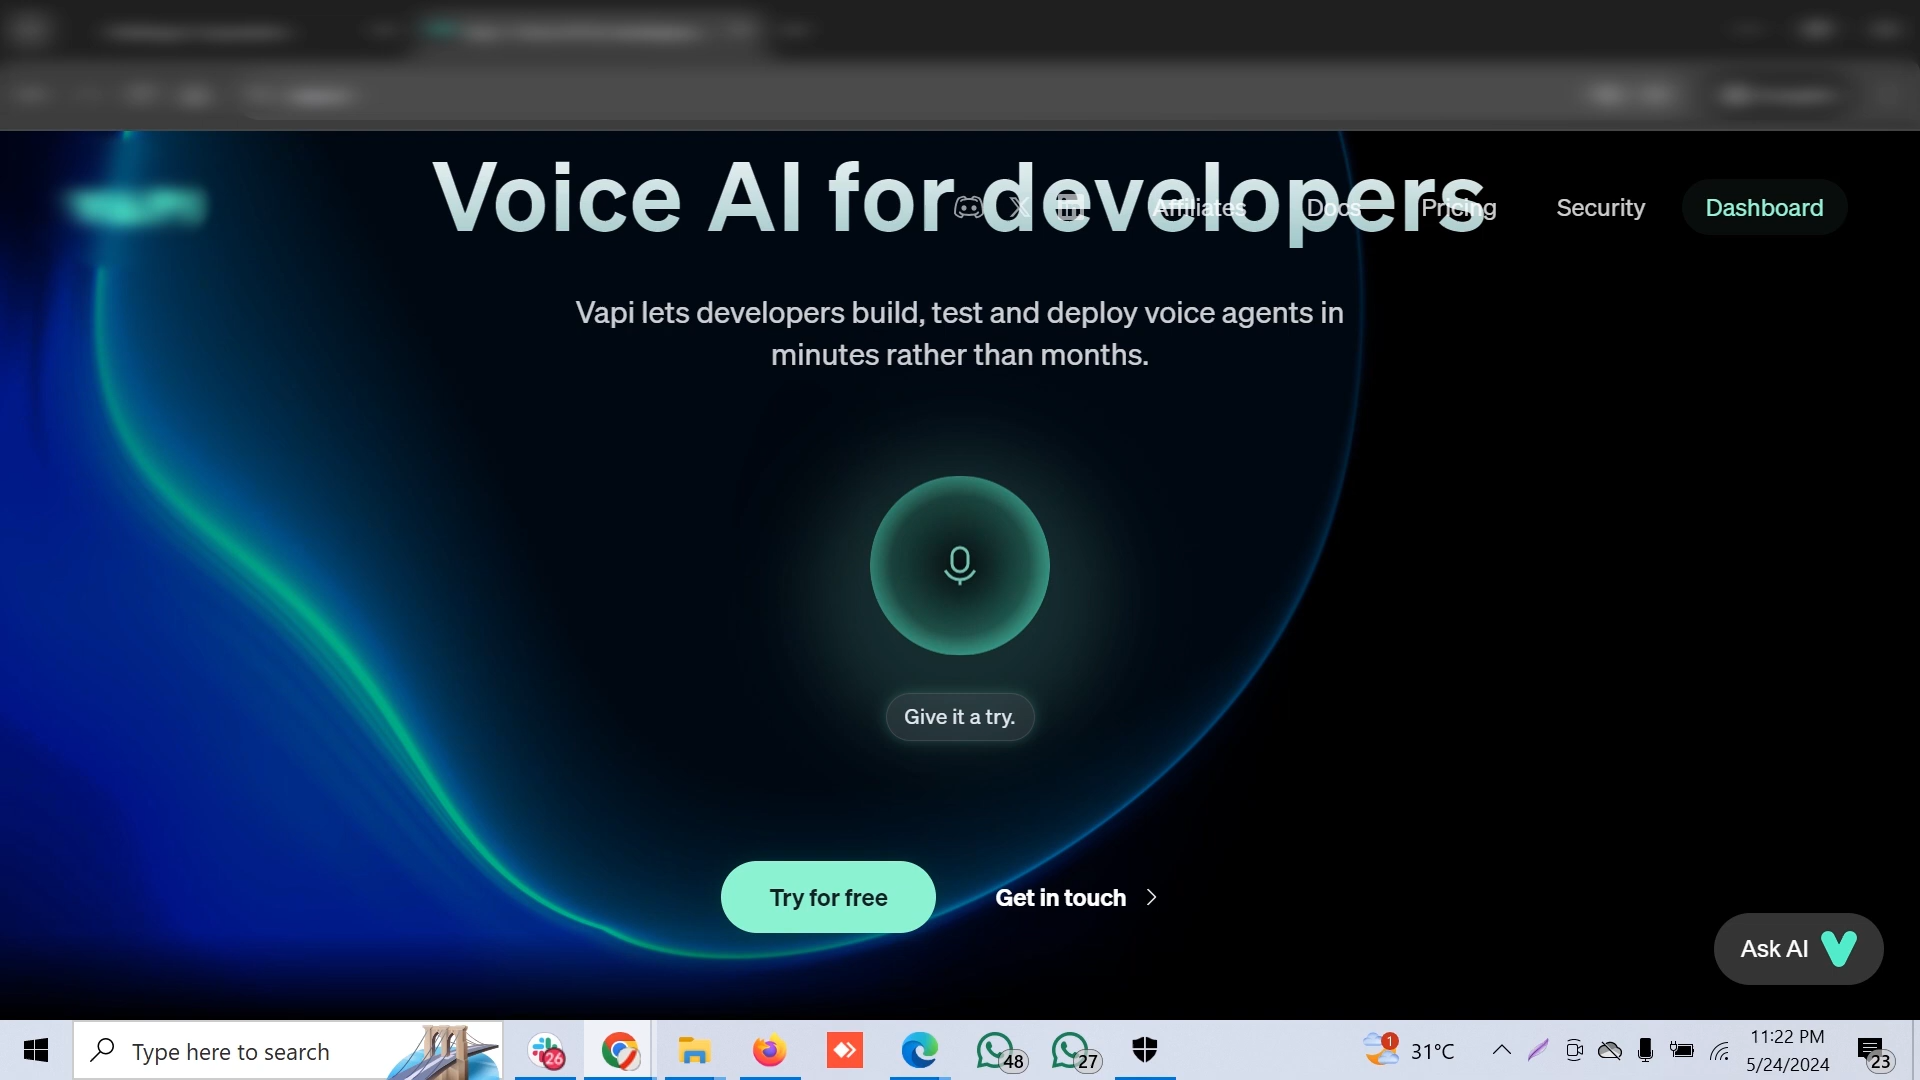 Voice AI for developers
Affiliates
Docs
Pricing
Security
Dashboard
Vapi lets developers build, test and deploy voice agents in
minutes rather than months.
Give it a try.
Try for free
Get in touch
Ask AI
Type here to search
26
48
27
1
31°C
11:22 PM
5/24/2024
23